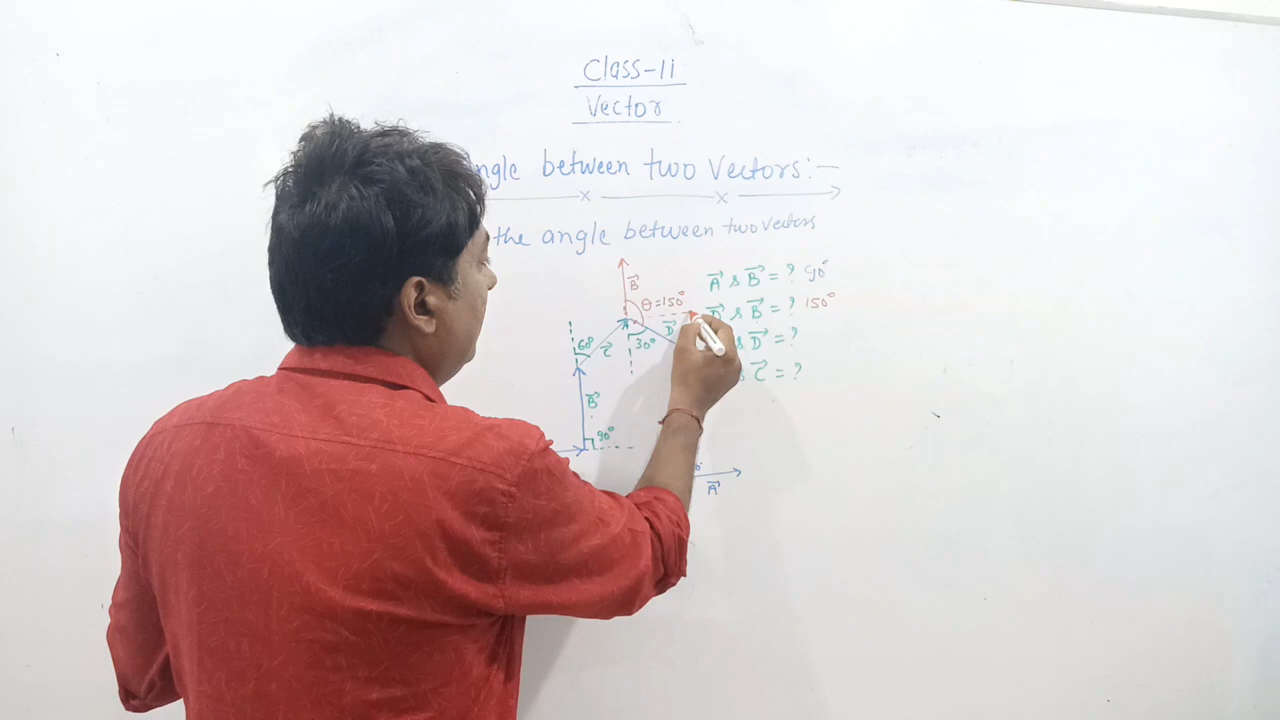 Class-11
Vector
ngle between two Vectors:-
the angle between two vectors
B
A & B = ? 90°
θ=150°
D & B = ? 150°
D
& D = ?
60°
C
30°
& C = ?
B
90°
A